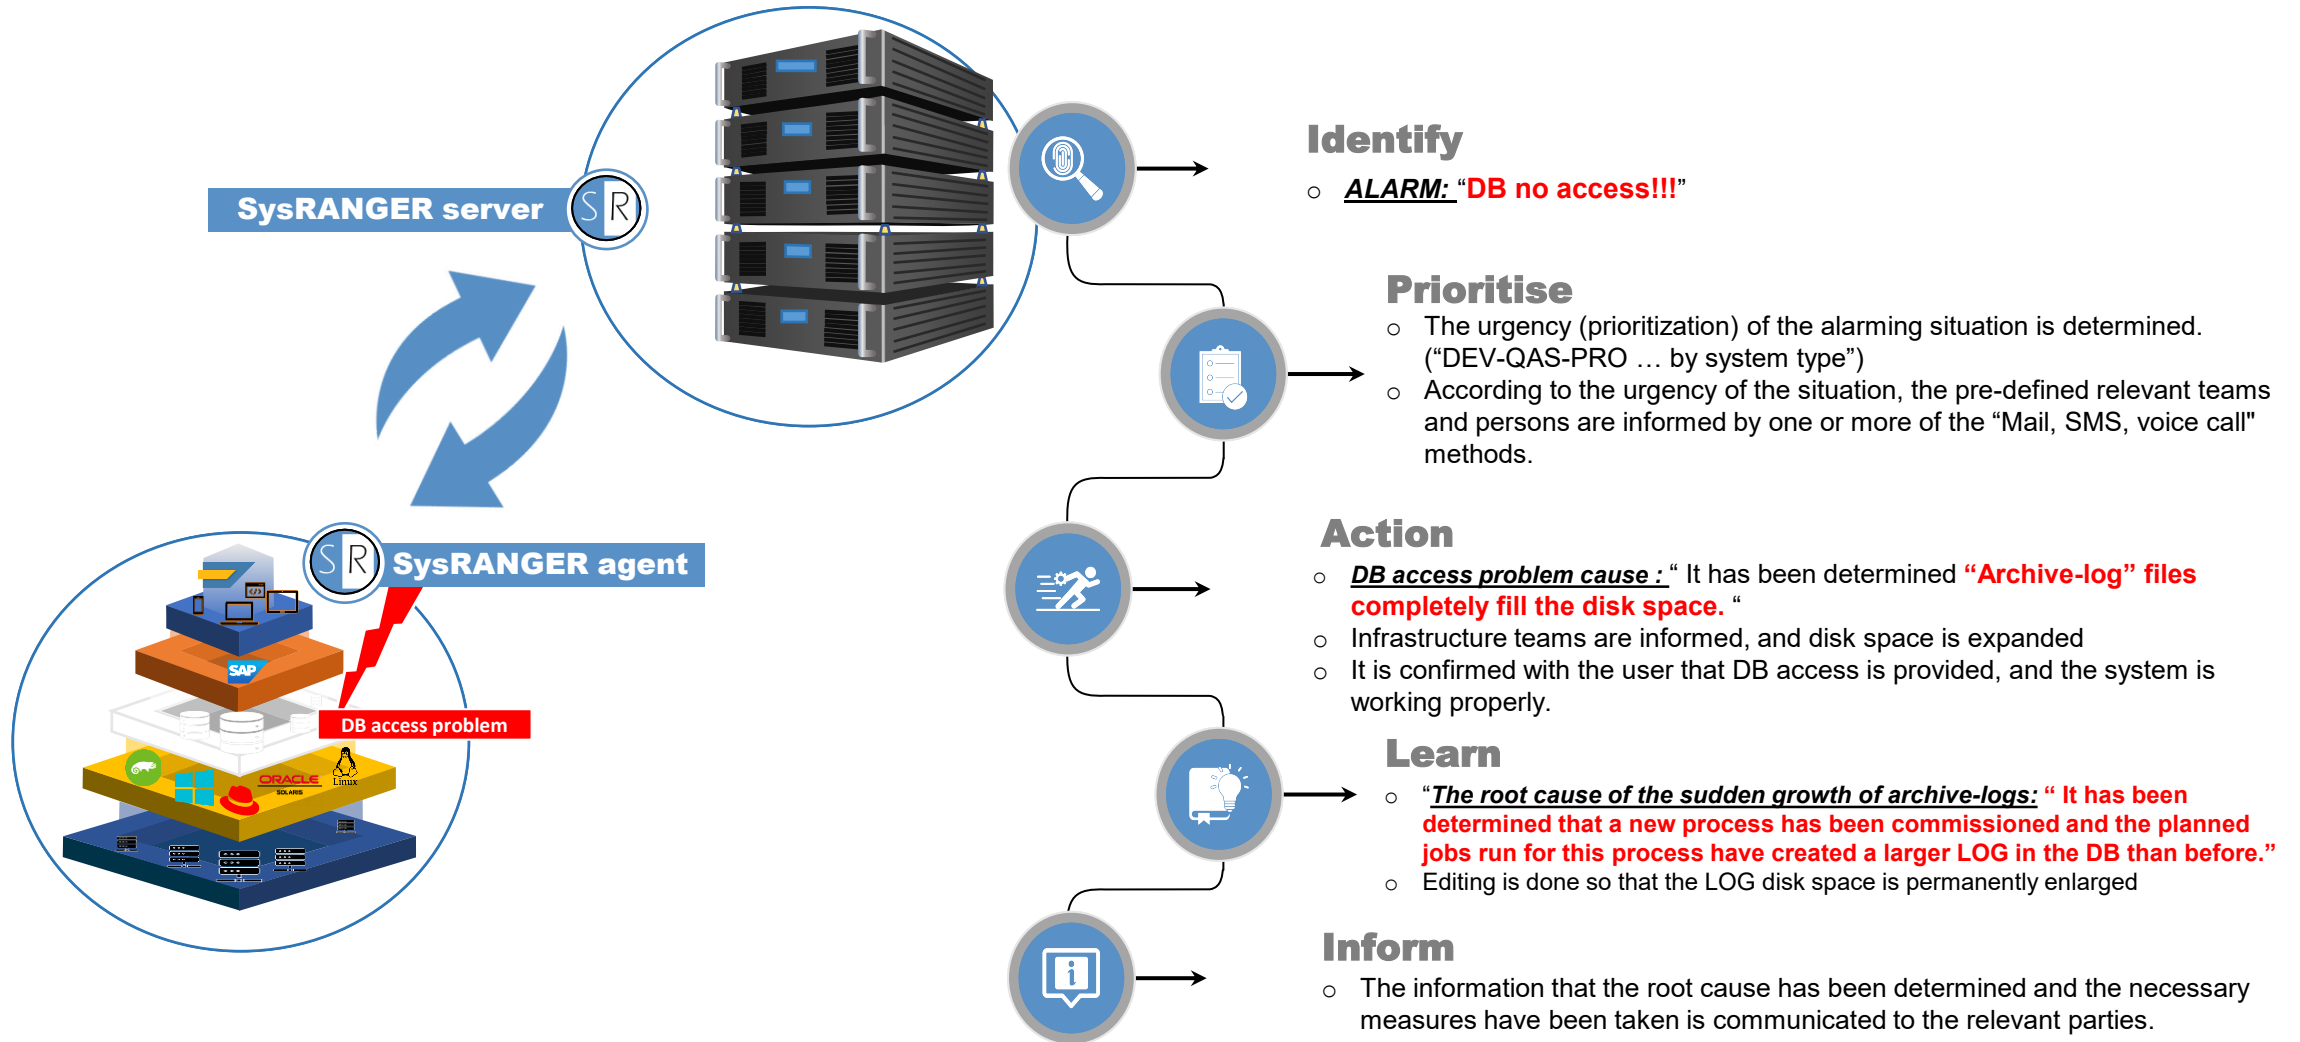 SysRANGER server
SR
Identify
o ALARM: “DB no access!!!”
Prioritise
o The urgency (prioritization) of the alarming situation is determined.
(“DEV-QAS-PRO … by system type”)
o According to the urgency of the situation, the pre-defined relevant teams
and persons are informed by one or more of the “Mail, SMS, voice call"
methods.
SR
SysRANGER agent
SAP
DB access problem
ORACLE
SOLARIS
Linux
Action
o DB access problem cause : “ It has been determined “Archive-log” files
completely fill the disk space. “
o Infrastructure teams are informed, and disk space is expanded
o It is confirmed with the user that DB access is provided, and the system is
working properly.
Learn
o “The root cause of the sudden growth of archive-logs: “ It has been
determined that a new process has been commissioned and the planned
jobs run for this process have created a larger LOG in the DB than before.”
o Editing is done so that the LOG disk space is permanently enlarged
Inform
o The information that the root cause has been determined and the necessary
measures have been taken is communicated to the relevant parties.